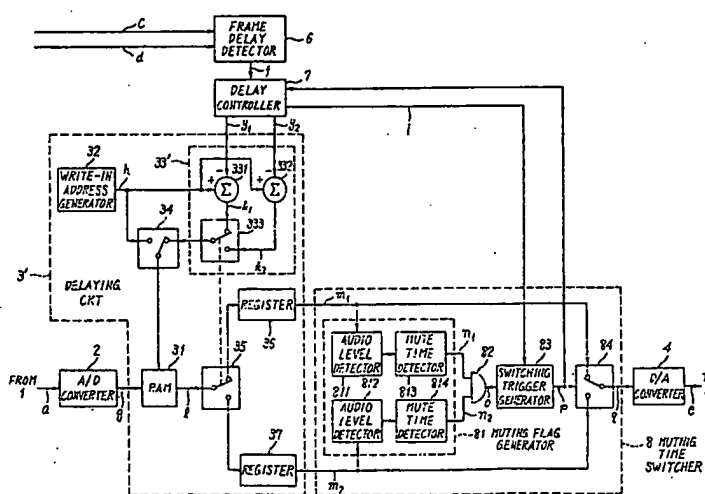 C
d
FRAME
DELAY
DETECTOR
6
f
7
DELAY
CONTROLLER
y1
y2
i
32
WRITE-IN
ADDRESS
GENERATOR
h
33'
331
332
+
-
Σ
+
-
Σ
k1
333
k2
34
3'
DELAYING
CKT
REGISTER
36
m1
AUDIO
LEVEL
DETECTOR
811
MUTE
TIME
DETECTOR
813
n1
82
83
SWITCHING
TRIGGER
GENERATOR
84
4
D/A
CONVERTER
812
AUDIO
LEVEL
DETECTOR
814
MUTE
TIME
DETECTOR
n2
o
p
q
e
81 MUTING FLAG
GENERATOR
8 MUTING
TIME
SWITCHER
FROM
1
a
2
A/D
CONVERTER
g
31
RAM
l
35
37
REGISTER
m2